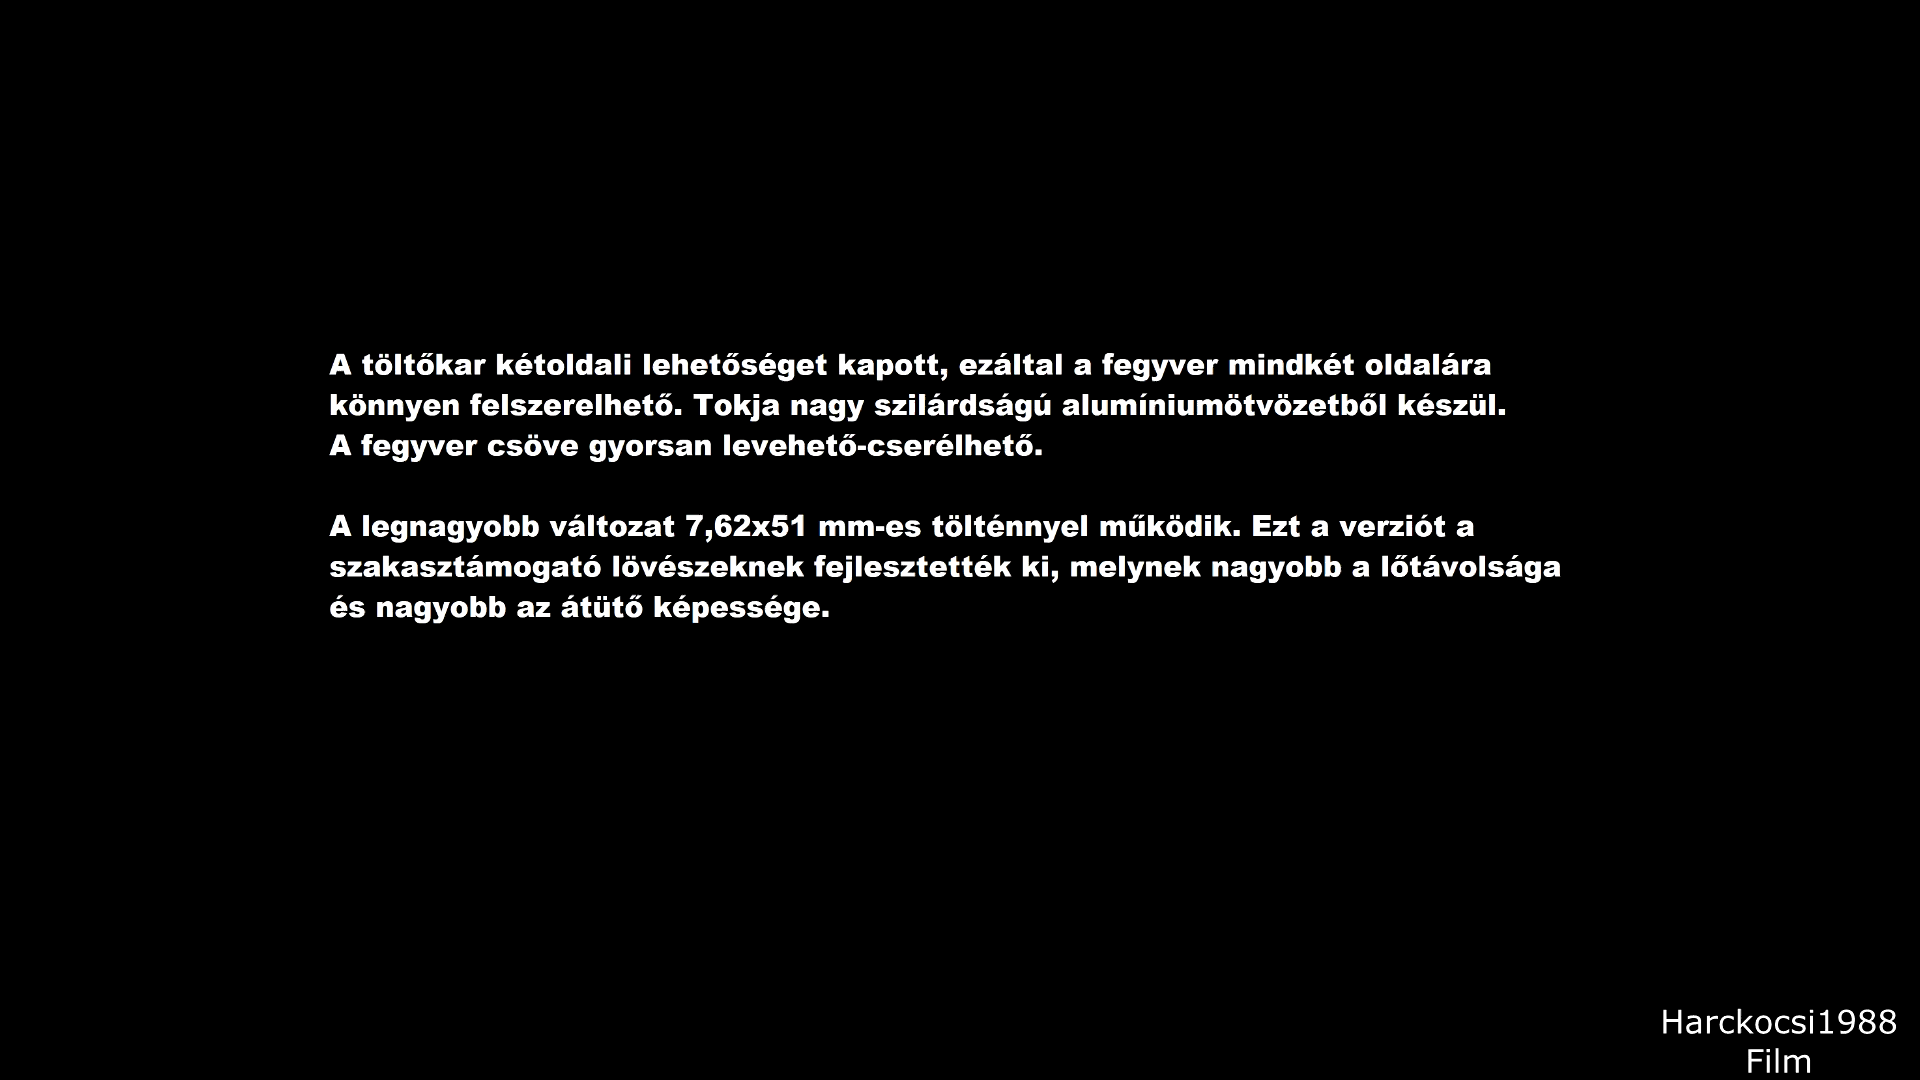 A töltőkar kétoldali lehetőséget kapott, ezáltal a fegyver mindkét oldalára
könnyen felszerelhető. Tokja nagy szilárdságú alumíniumötvözetből készül.
A fegyver csöve gyorsan levehető-cserélhető.
A legnagyobb változat 7,62x51 mm-es tölténnyel működik. Ezt a verziót a
szakasztámogató lövészeknek fejlesztették ki, melynek nagyobb a lőtávolsága
és nagyobb az átütő képessége.
Harckocsi1988
Film